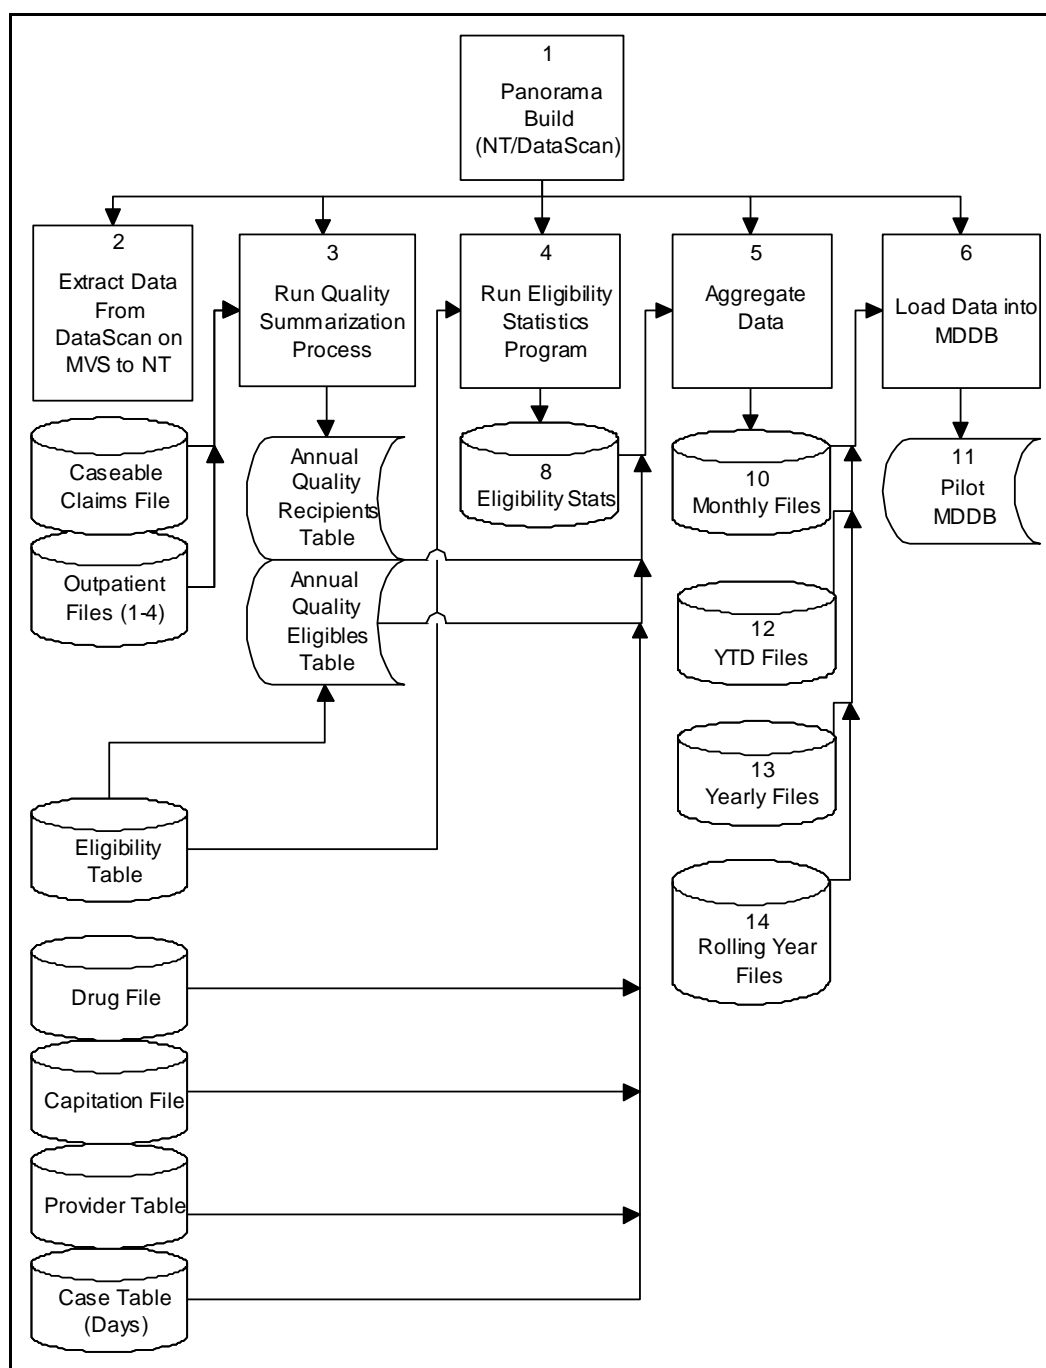 1
Panorama
Build
(NT/DataScan)
2
Extract Data
From
DataScan on
MVS to NT
3
Run Quality
Summarization
Process
4
Run Eligibility
Statistics
Program
5
Aggregate
Data
6
Load Data into
MDDB
Caseable
Claims File
Outpatient
Files (1-4)
Annual
Quality
Recipients
Table
Annual
Quality
Eligibles
Table
8
Eligibility Stats
10
Monthly Files
11
Pilot
MDDB
12
YTD Files
13
Yearly Files
14
Rolling Year
Files
Eligibility
Table
Drug File
Capitation File
Provider Table
Case Table
(Days)